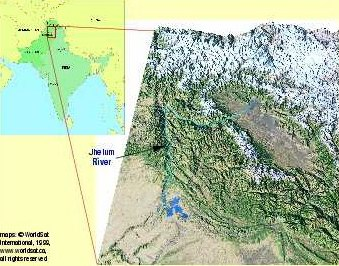 INDIA
Jhelum
River
maps: © WorldSat
International, 1999,
www.worldsat.ca,
all rights reserved